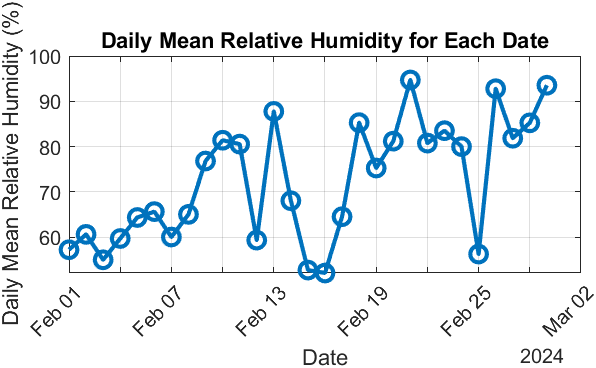 Daily Mean Relative Humidity for Each Date
Daily Mean Relative Humidity (%)
100
90
80
70
60
Feb 01
Feb 07
Feb 13
Feb 19
Feb 25
Mar 02
Date
2024